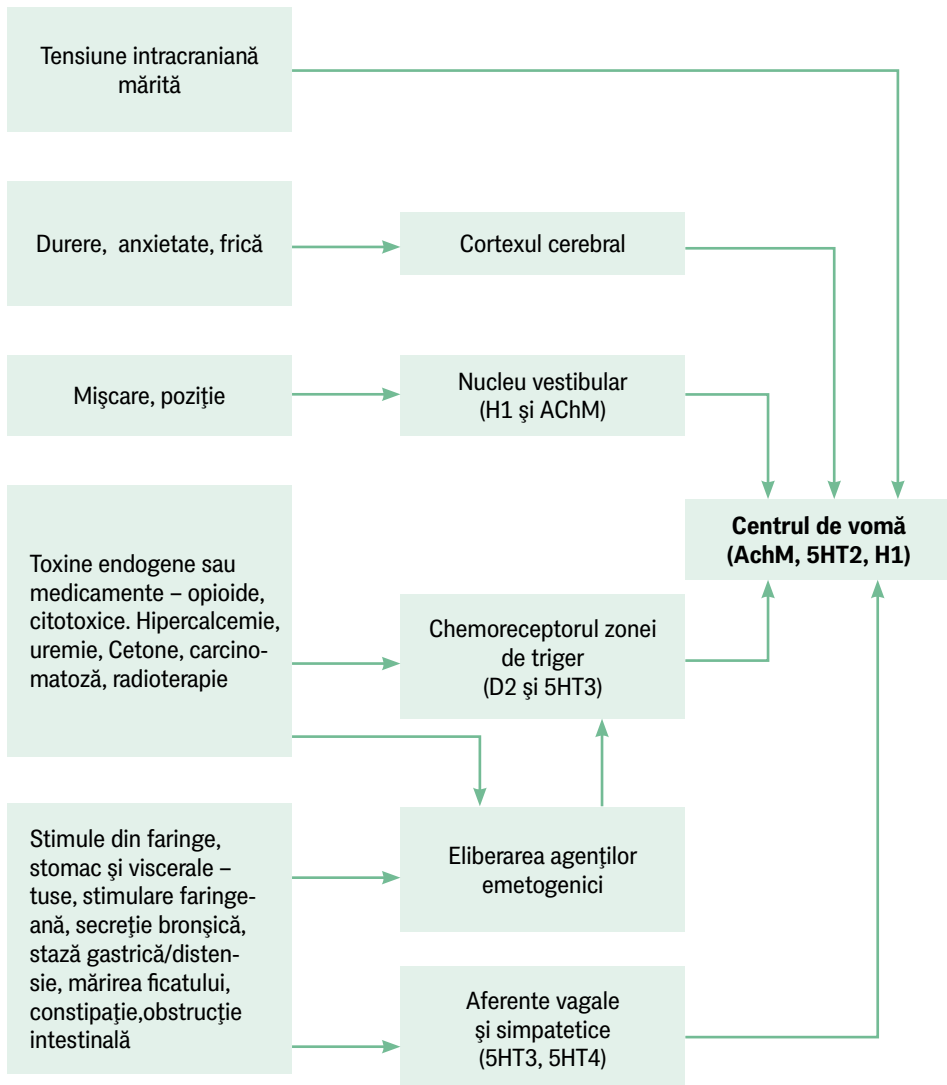 Tensiune intracraniană
mărită
Durere, anxietate, frică
Cortexul cerebral
Mişcare, poziţie
Nucleu vestibular
(H1 şi AChM)
Centrul de vomă
(AchM, 5HT2, H1)
Toxine endogene sau
medicamente – opioide,
citotoxice. Hipercalcemie,
uremie, Cetone, carcino-
matoză, radioterapie
Chemoreceptorul zonei
de triger
(D2 şi 5HT3)
Stimule din faringe,
stomac şi viscerale –
tuse, stimulare faringe-
ană, secreţie bronşică,
stază gastrică/disten-
sie, mărirea ficatului,
constipaţie,obstrucţie
intestinală
Eliberarea agenţilor
emetogenici
Aferente vagale
şi simpatetice
(5HT3, 5HT4)